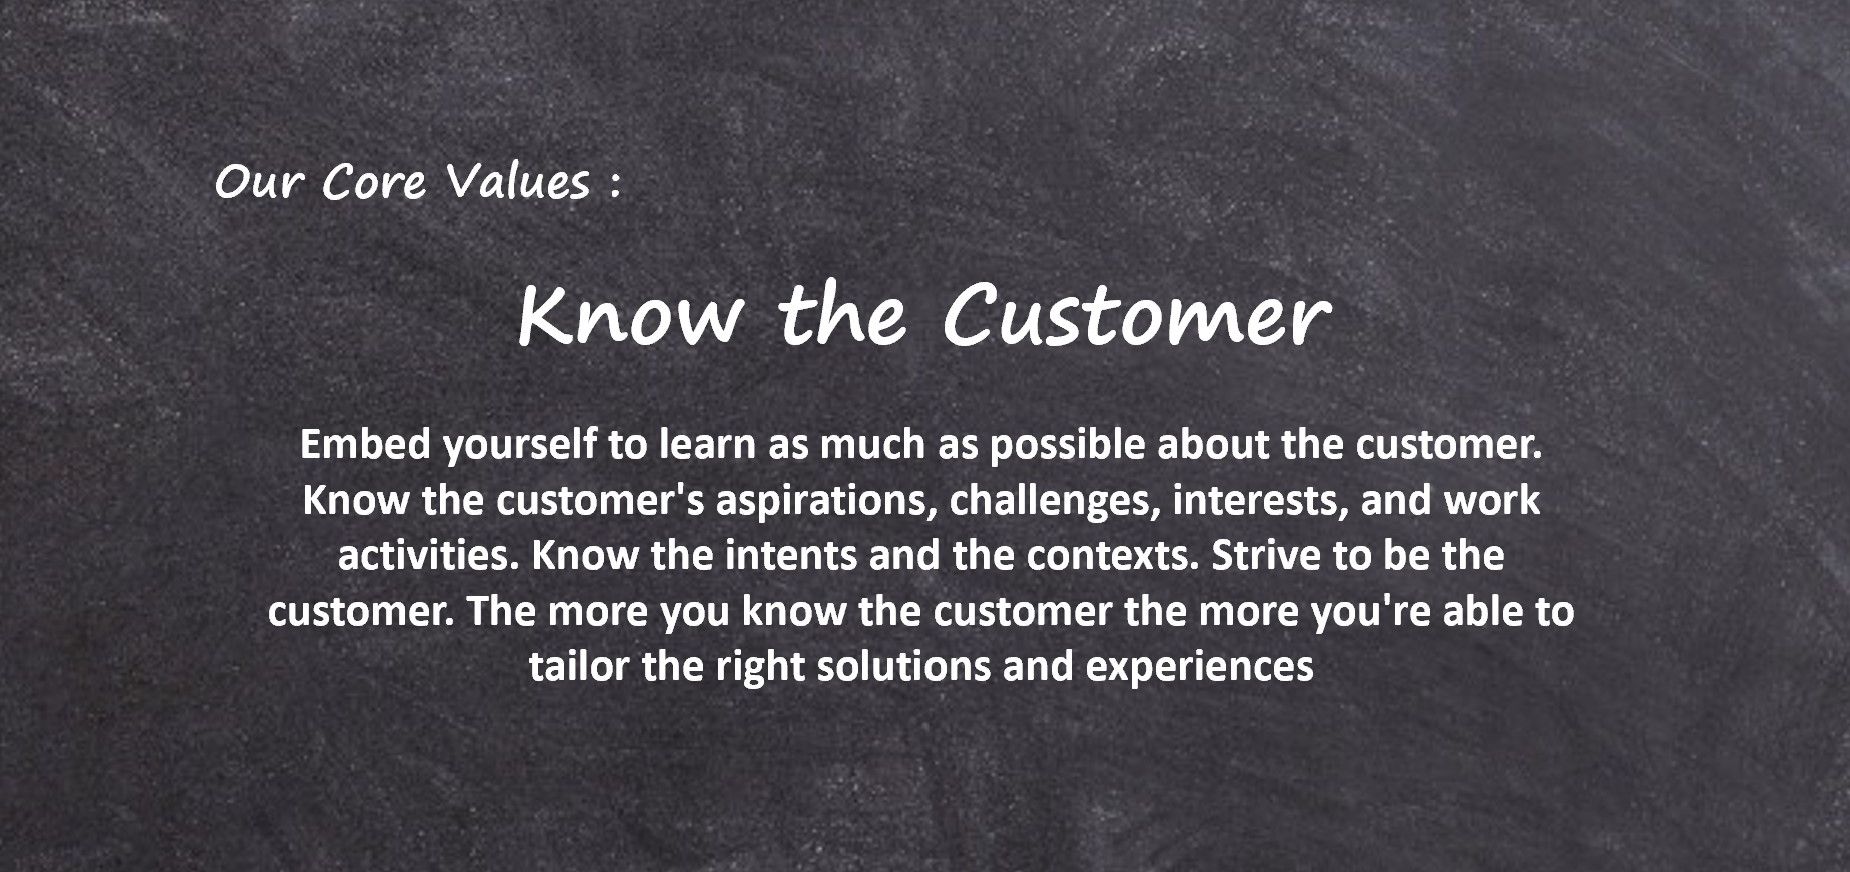 Our Core Values :
Know the Customer
Embed yourself to learn as much as possible about the customer.
Know the customer's aspirations, challenges, interests, and work
activities. Know the intents and the contexts. Strive to be the
customer. The more you know the customer the more you're able to
tailor the right solutions and experiences